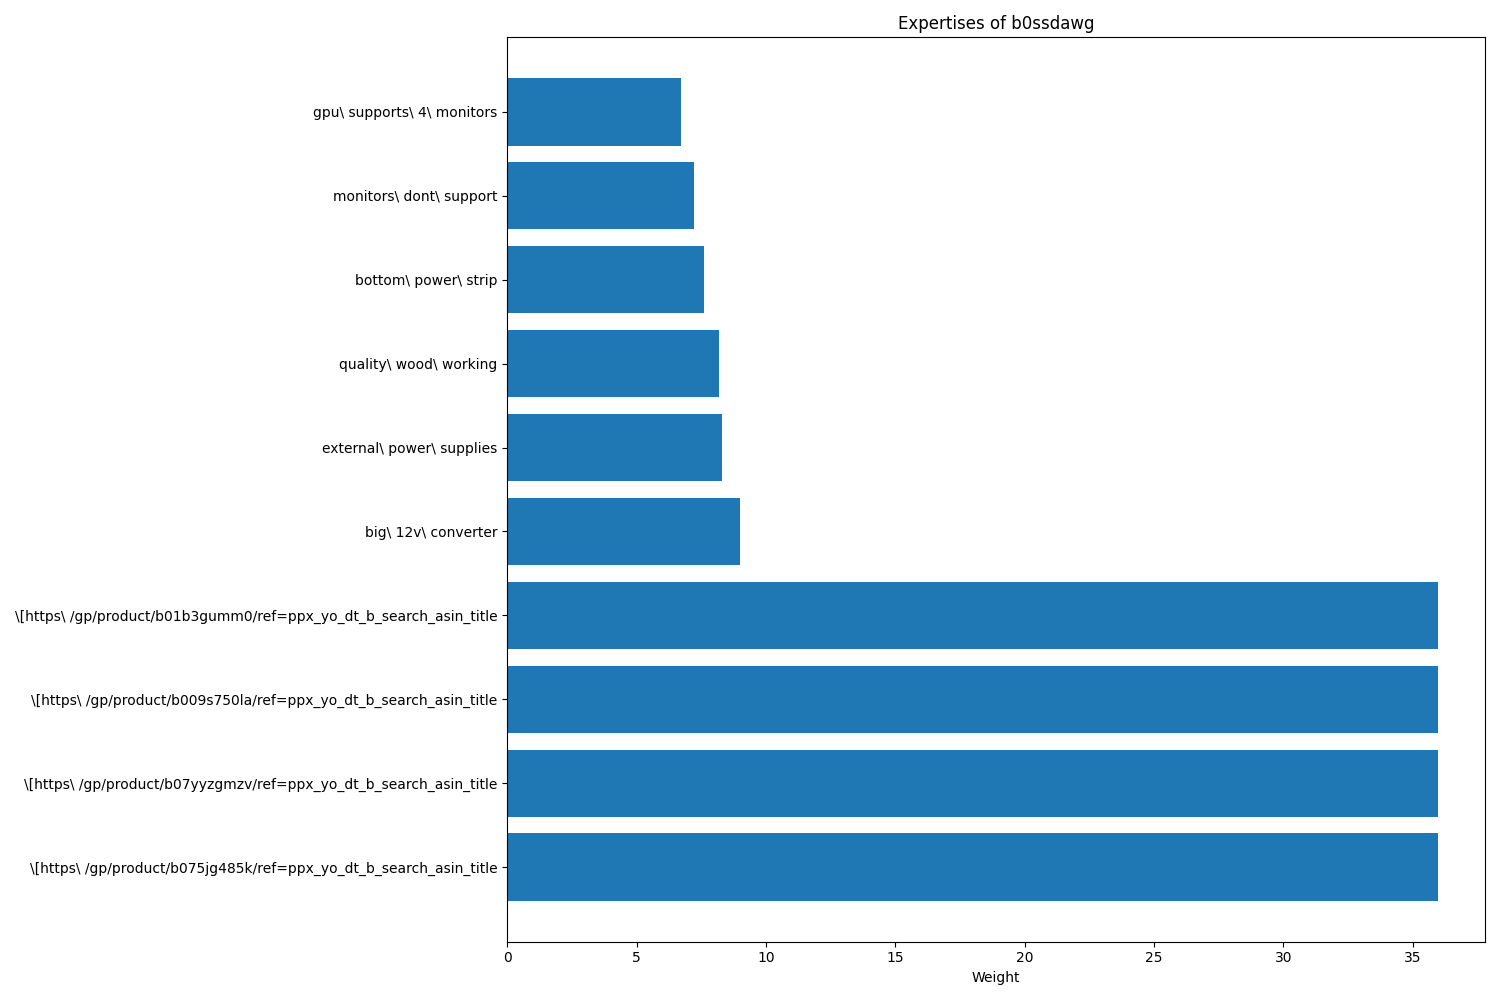 Expertises of b0ssdawg
gpu\ supports\ 4\ monitors
monitors\ dont\ support
bottom\ power\ strip
quality\ wood\ working
external\ power\ supplies
big\ 12v\ converter
\[https\ /gp/product/b01b3gumm0/ref=ppx_yo_dt_b_search_asin_title
\[https\ /gp/product/b009s750la/ref=ppx_yo_dt_b_search_asin_title
\[https\ /gp/product/b07yyzgmzv/ref=ppx_yo_dt_b_search_asin_title
\[https\ /gp/product/b075jg485k/ref=ppx_yo_dt_b_search_asin_title
0 5 10 15 20 25 30 35
Weight